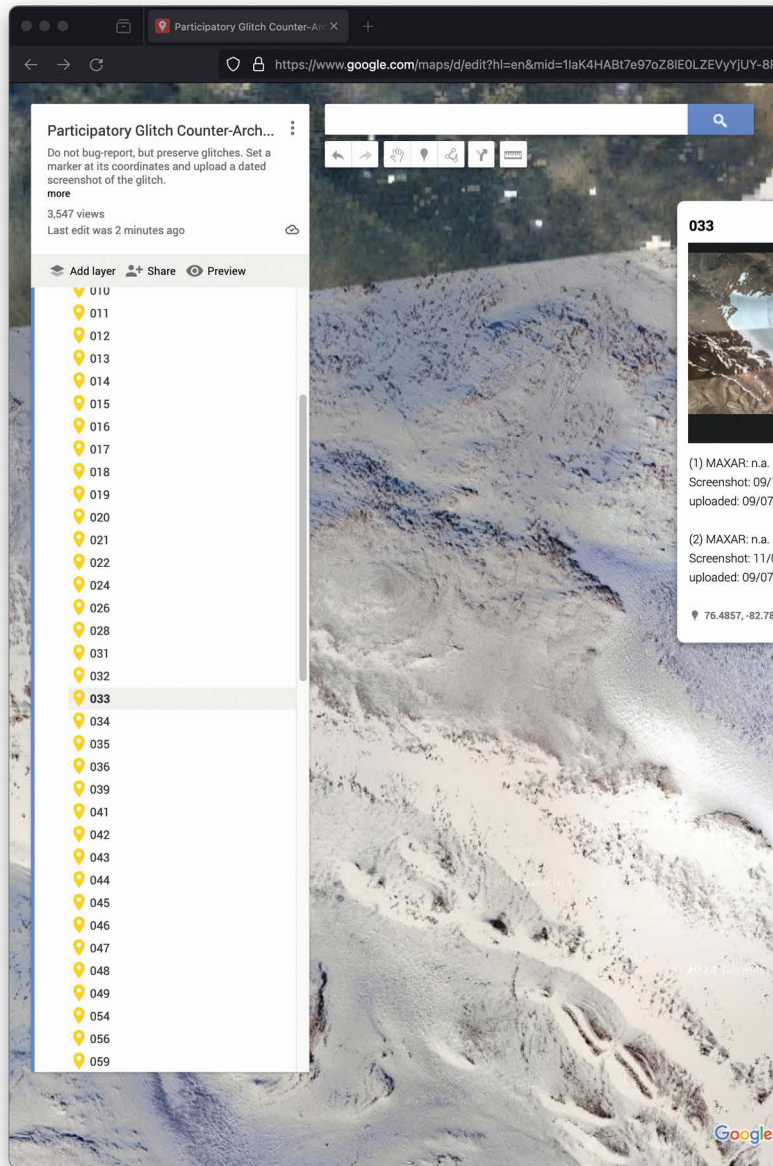 Participatory Glitch Counter-Arc
https://www.google.com/maps/d/edit?hl=en&mid=1IaK4HABt7e97oZ8lE0LZEVyYjUY-8F
Participatory Glitch Counter-Arch...
Do not bug-report, but preserve glitches. Set a
marker at its coordinates and upload a dated
screenshot of the glitch.
more
3,547 views
Last edit was 2 minutes ago
Add layer Share Preview
010
011
012
013
014
015
016
017
018
019
020
021
022
024
026
028
031
032
033
034
035
036
039
041
042
043
044
045
046
047
048
049
054
056
059
033
(1) MAXAR: n.a.
Screenshot: 09/
uploaded: 09/07
(2) MAXAR: n.a.
Screenshot: 11/0
uploaded: 09/07
76.4857, -82.78
Google